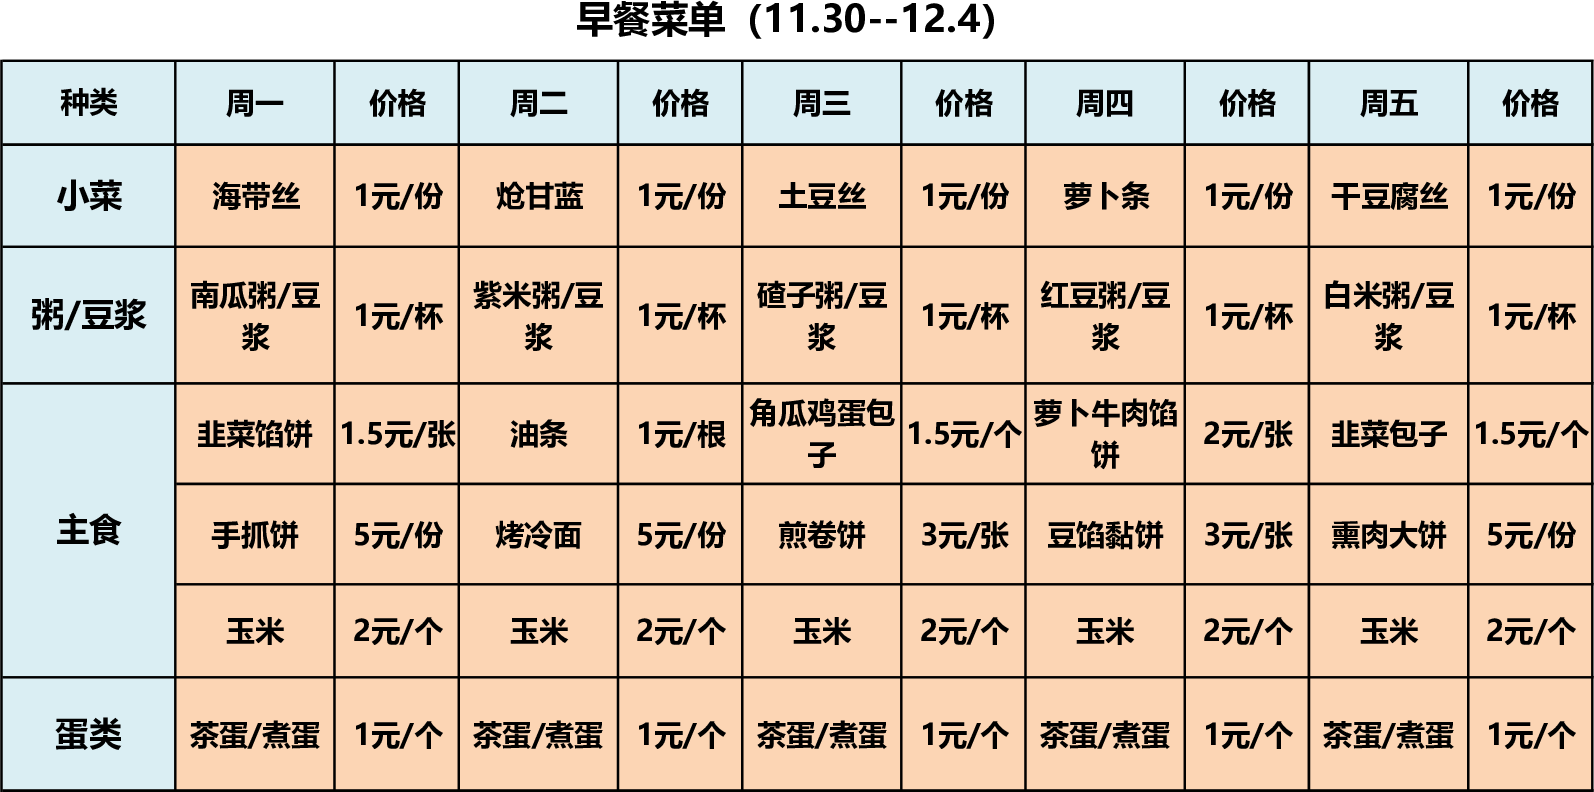 早餐菜单（11.30--12.4）
种类 周一 价格 周二 价格 周三 价格 周四 价格 周五 价格
小菜 海带丝 1元/份 炝甘蓝 1元/份 土豆丝 1元/份 萝卜条 1元/份 干豆腐丝 1元/份
粥/豆浆 南瓜粥/豆浆 1元/杯 紫米粥/豆浆 1元/杯 碴子粥/豆浆 1元/杯 红豆粥/豆浆 1元/杯 白米粥/豆浆 1元/杯
主食 韭菜馅饼 1.5元/张 油条 1元/根 角瓜鸡蛋包子 1.5元/个 萝卜牛肉馅饼 2元/张 韭菜包子 1.5元/个
手抓饼 5元/份 烤冷面 5元/份 煎卷饼 3元/张 豆馅黏饼 3元/张 熏肉大饼 5元/份
玉米 2元/个 玉米 2元/个 玉米 2元/个 玉米 2元/个 玉米 2元/个
蛋类 茶蛋/煮蛋 1元/个 茶蛋/煮蛋 1元/个 茶蛋/煮蛋 1元/个 茶蛋/煮蛋 1元/个 茶蛋/煮蛋 1元/个